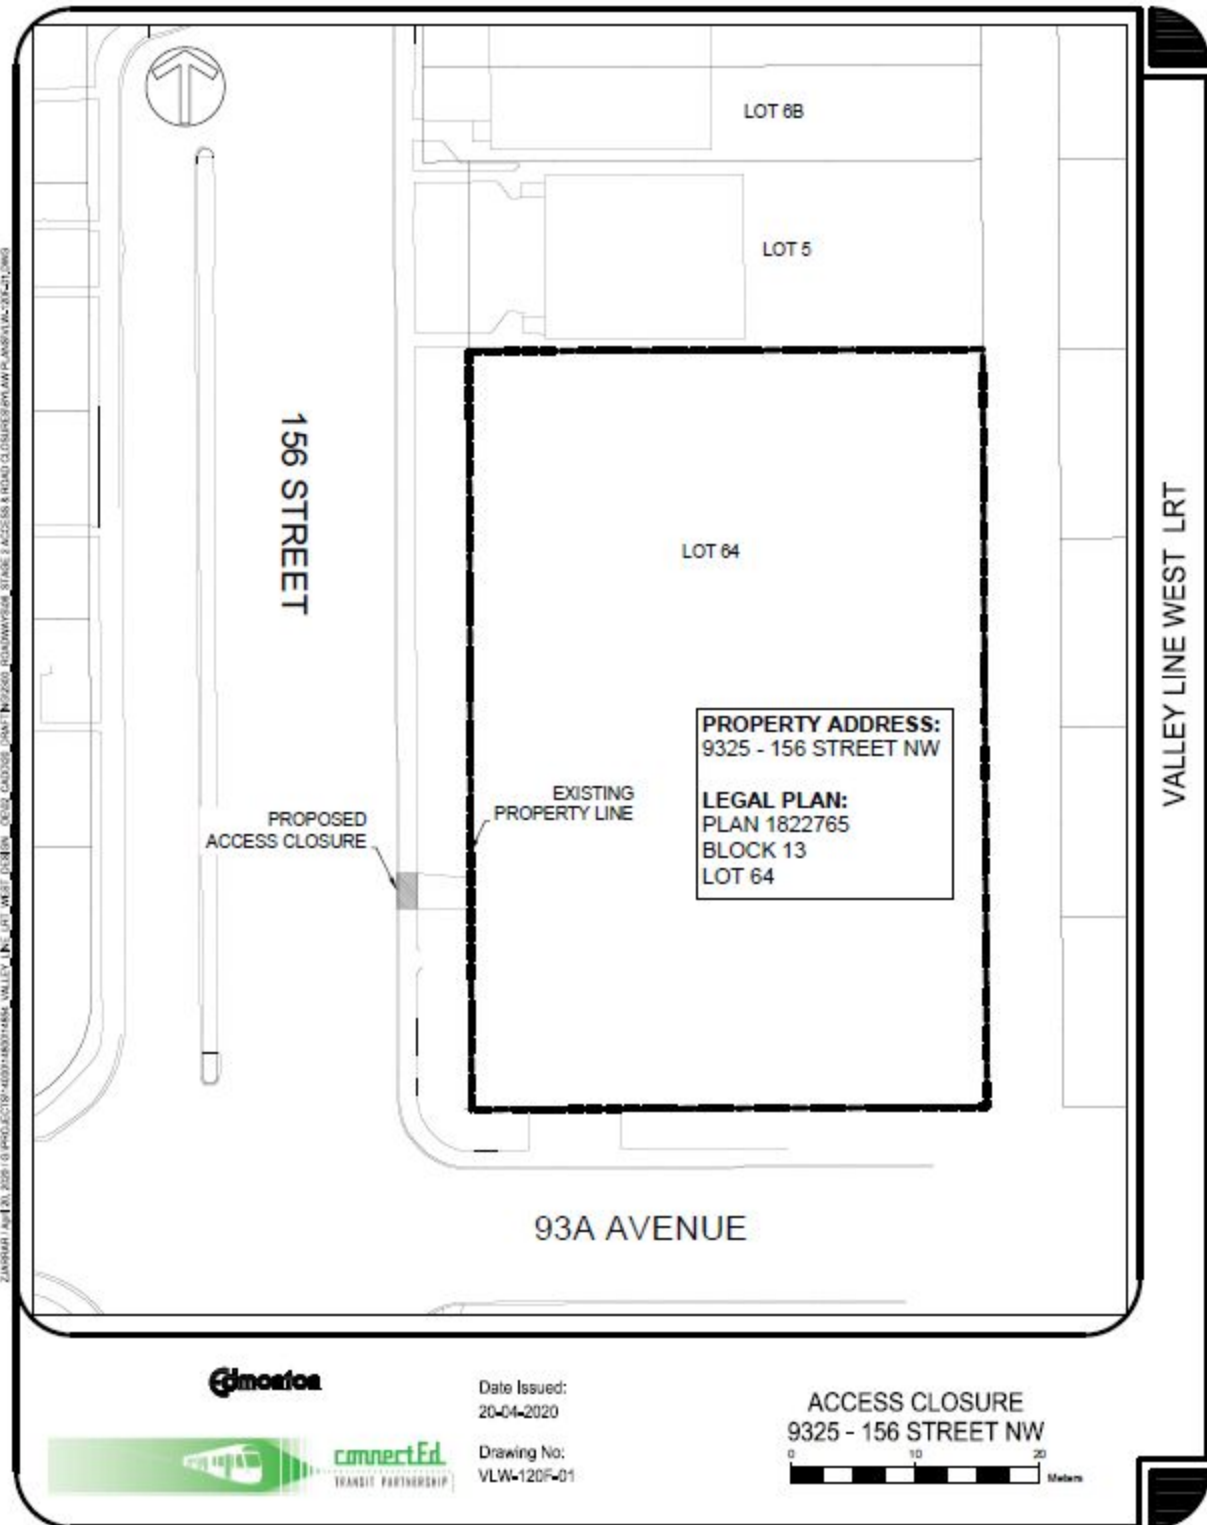 LOT 6B
LOT 5
156 STREET
LOT 64
PROPERTY ADDRESS:
9325 - 156 STREET NW
LEGAL PLAN:
PLAN 1822765
BLOCK 13
LOT 64
EXISTING
PROPERTY LINE
PROPOSED
ACCESS CLOSURE
93A AVENUE
VALLEY LINE WEST LRT
Edmonton
connectEd
TRANSIT PARTNERSHIP
Date Issued:
20-04-2020
Drawing No:
VLW-120F-01
ACCESS CLOSURE
9325 - 156 STREET NW
0 10 20
Meters